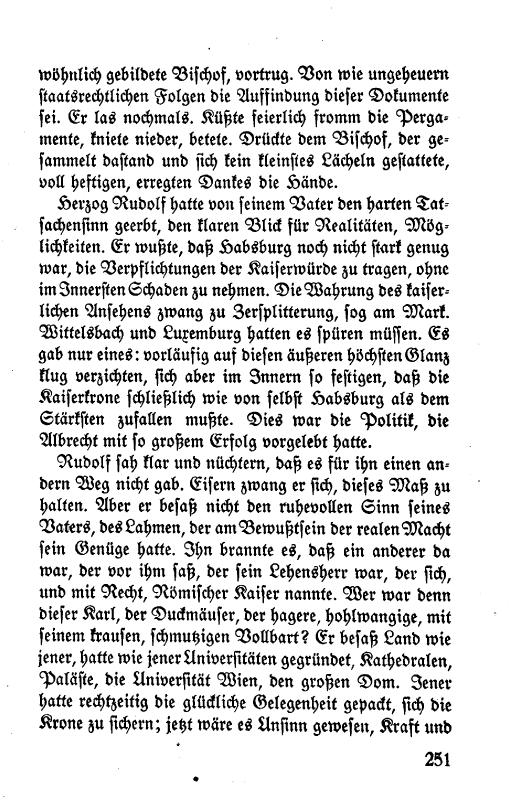 wöhnlich gebildete Bischof, vortrug. Von wie ungeheuern
staatsrechtlichen Folgen die Auffindung dieser Dokumente
sei. Er las nochmals. Küßte feierlich fromm die Perga-
mente, kniete nieder, betete. Drückte dem Bischof, der ge-
sammelt dastand und sich kein kleinstes Lächeln gestattete,
voll heftigen, erregten Dankes die Hände.
Herzog Rudolf hatte von seinem Vater den harten Tat-
sachensinn geerbt, den klaren Blick für Realitäten, Mög-
lichkeiten. Er wußte, daß Habsburg noch nicht stark genug
war, die Verpflichtungen der Kaiserwürde zu tragen, ohne
im Innersten Schaden zu nehmen. Die Wahrung des kaiser-
lichen Ansehens zwang zu Zersplitterung, sog am Mark.
Wittelsbach und Luxemburg hatten es spüren müssen. Es
gab nur eines: vorläufig auf diesen äußeren höchsten Glanz
klug verzichten, sich aber im Innern so festigen, daß die
Kaiserkrone schließlich wie von selbst Habsburg als dem
Stärksten zufallen mußte. Dies war die Politik, die
Albrecht mit so großem Erfolg vorgelebt hatte.
Rudolf sah klar und nüchtern, daß es für ihn einen an-
dern Weg nicht gab. Eisern zwang er sich, dieses Maß zu
halten. Aber er besaß nicht den ruhevollen Sinn seines
Vaters, des Lahmen, der am Bewußtsein der realen Macht
sein Genüge hatte. Ihn brannte es, daß ein anderer da
war, der vor ihm saß, der sein Lehensherr war, der sich,
und mit Recht, Römischer Kaiser nannte. Wer war denn
dieser Karl, der Duckmäuser, der hagere, hohlwangige, mit
seinem krausen, schmutzigen Vollbart? Er besaß Land wie
jener, hatte wie jener Universitäten gegründet, Kathedralen,
Paläste, die Universität Wien, den großen Dom. Jener
hatte rechtzeitig die glückliche Gelegenheit gepackt, sich die
Krone zu sichern; jetzt wäre es Unsinn gewesen, Kraft und
251